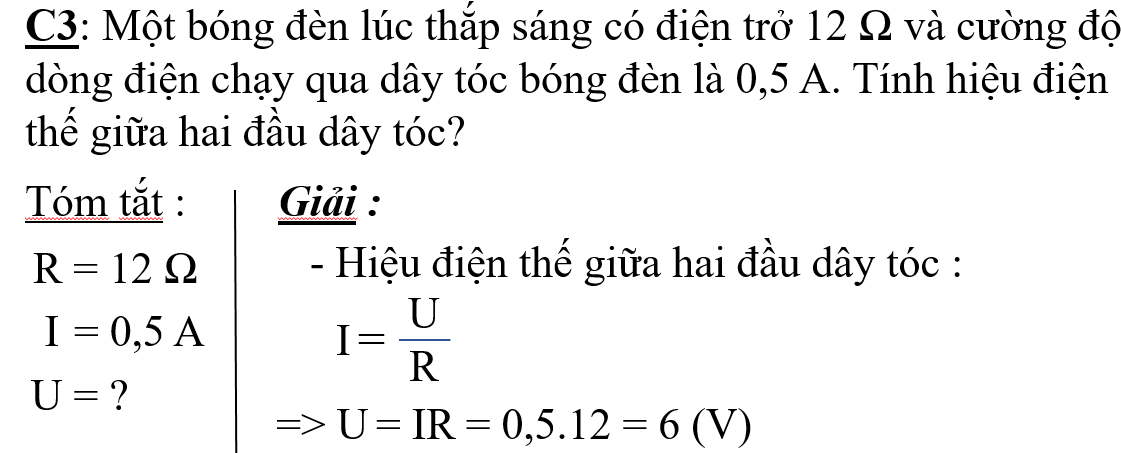 C3: Một bóng đèn lúc thắp sáng có điện trở 12 Ω và cường độ
dòng điện chạy qua dây tóc bóng đèn là 0,5 A. Tính hiệu điện
thế giữa hai đầu dây tóc?
Tóm tắt :
R = 12 Ω
I = 0,5 A
U = ?
Giải :
- Hiệu điện thế giữa hai đầu dây tóc :
I = U/R
=> U = IR = 0,5.12 = 6 (V)